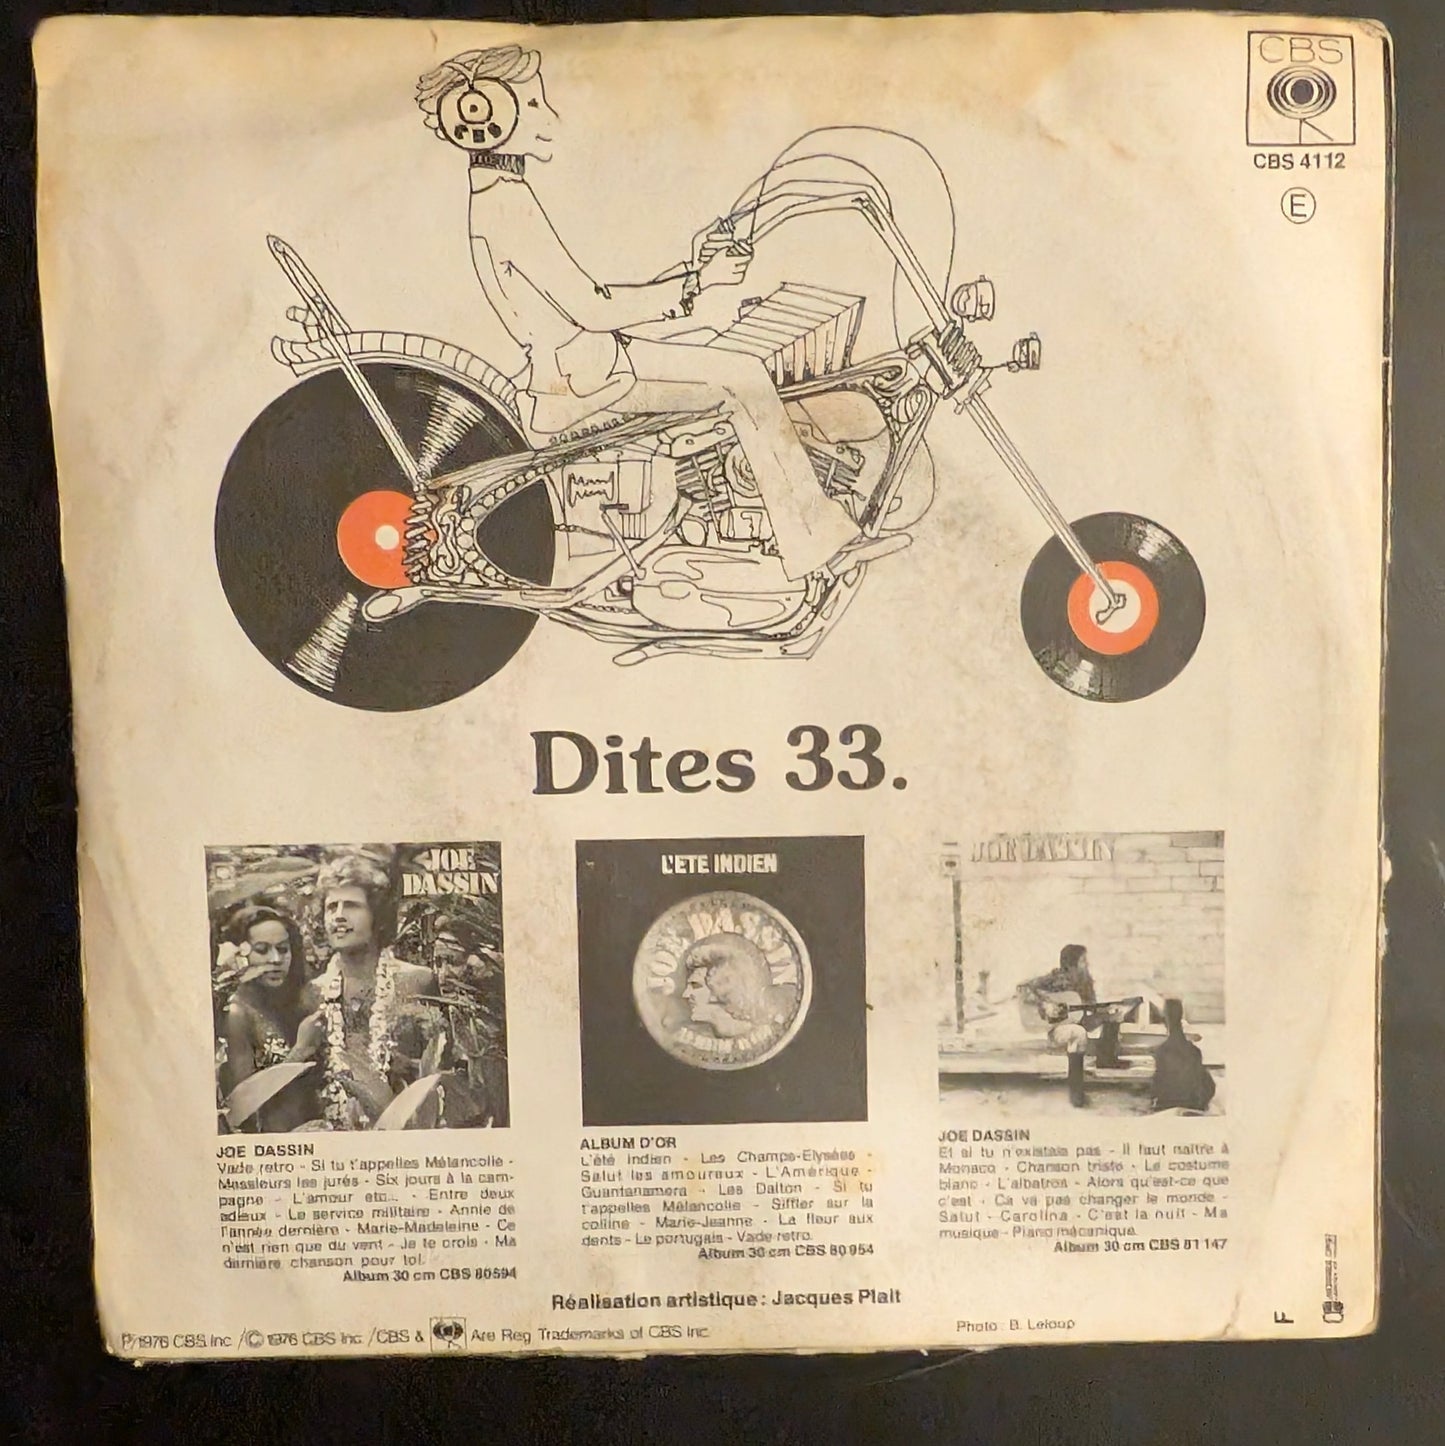 CBS
CBS 4112
E
CBS
Dites 33.
JOE
DASSIN
L'ETE INDIEN
JOE DASSIN
JOE DASSIN
JOE DASSIN
Vade retro - Si tu t'appelles Mélancolie -
Messieurs les jurés - Six jours à la cam-
pagne - L'amour etc... - Entre deux
adieux - Le service militaire - Annie de
l'année dernière - Marie-Madeleine - Ce
n'est rien que du vent - Je te crois - Ma
dernière chanson pour toi.
Album 30 cm CBS 80594
ALBUM D'OR
L'été indien - Les Champs-Elysées -
Salut les amoureux - L'Amérique -
Guantanamera - Les Dalton - Si tu
t'appelles Mélancolie - Siffler sur la
colline - Marie-Jeanne - La fleur aux
dents - Le portugais - Vade retro.
Album 30 cm CBS 80 954
JOE DASSIN
Et si tu n'existais pas - Il faut naître à
Monaco - Chanson triste - Le costume
blanc - L'albatros - Alors qu'est-ce que
c'est - Ca va pas changer le monde -
Salut - Carolina - C'est la nuit - Ma
musique - Piano mécanique.
Album 30 cm CBS 81 147
Réalisation artistique : Jacques Plait
Photo : B. Leloup
F
℗ 1976 CBS Inc. / © 1976 CBS Inc. / CBS & Are Reg. Trademarks of CBS Inc.